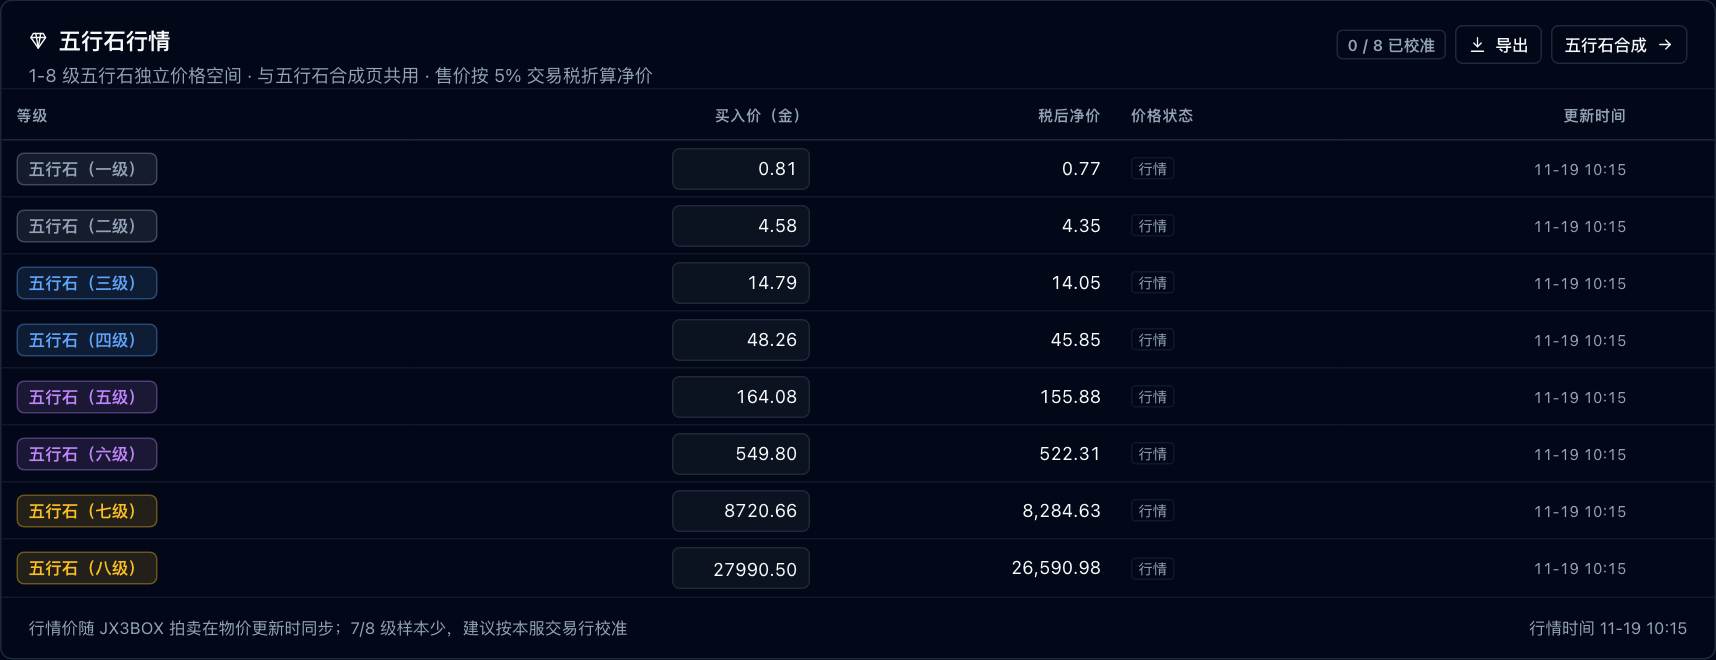 五行石行情
0 / 8 已校准 导出 五行石合成 →
1-8 级五行石独立价格空间 · 与五行石合成页共用 · 售价按 5% 交易税折算净价
等级 买入价（金） 税后净价 价格状态 更新时间
五行石（一级） 0.81 0.77 行情 11-19 10:15
五行石（二级） 4.58 4.35 行情 11-19 10:15
五行石（三级） 14.79 14.05 行情 11-19 10:15
五行石（四级） 48.26 45.85 行情 11-19 10:15
五行石（五级） 164.08 155.88 行情 11-19 10:15
五行石（六级） 549.80 522.31 行情 11-19 10:15
五行石（七级） 8720.66 8,284.63 行情 11-19 10:15
五行石（八级） 27990.50 26,590.98 行情 11-19 10:15
行情价随 JX3BOX 拍卖在物价更新时同步；7/8 级样本少，建议按本服交易行校准 行情时间 11-19 10:15